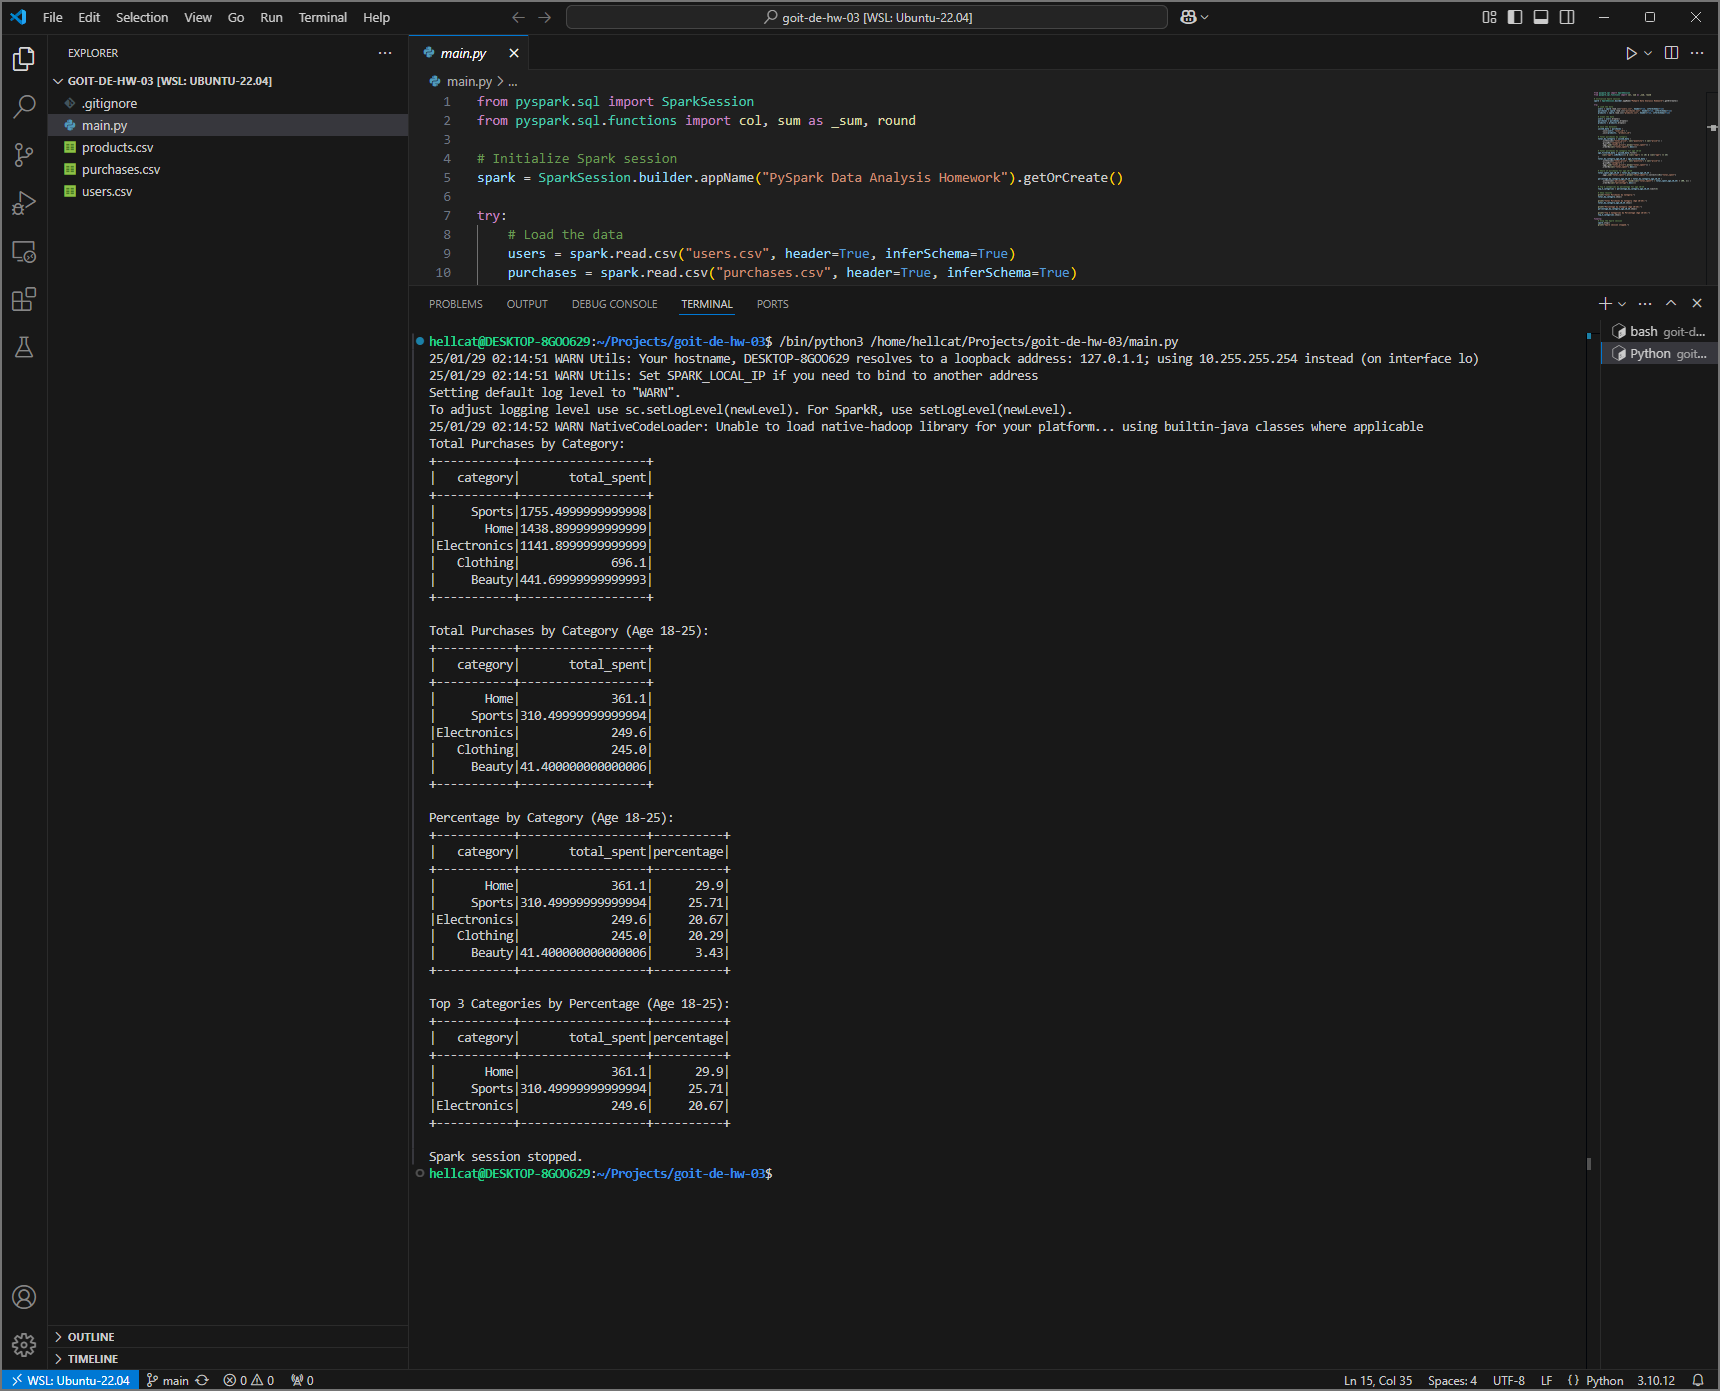 File Edit Selection View Go Run Terminal Help
goit-de-hw-03 [WSL: Ubuntu-22.04]
EXPLORER
GOIT-DE-HW-03 [WSL: UBUNTU-22.04]
.gitignore
main.py
products.csv
purchases.csv
users.csv
OUTLINE
TIMELINE
main.py
main.py > ...
1 from pyspark.sql import SparkSession
2 from pyspark.sql.functions import col, sum as _sum, round
3
4 # Initialize Spark session
5 spark = SparkSession.builder.appName("PySpark Data Analysis Homework").getOrCreate()
6
7 try:
8 # Load the data
9 users = spark.read.csv("users.csv", header=True, inferSchema=True)
10 purchases = spark.read.csv("purchases.csv", header=True, inferSchema=True)
PROBLEMS OUTPUT DEBUG CONSOLE TERMINAL PORTS
bash goit-d...
Python goit...
hellcat@DESKTOP-8GOO629:~/Projects/goit-de-hw-03$ /bin/python3 /home/hellcat/Projects/goit-de-hw-03/main.py
25/01/29 02:14:51 WARN Utils: Your hostname, DESKTOP-8GOO629 resolves to a loopback address: 127.0.1.1; using 10.255.255.254 instead (on interface lo)
25/01/29 02:14:51 WARN Utils: Set SPARK_LOCAL_IP if you need to bind to another address
Setting default log level to "WARN".
To adjust logging level use sc.setLogLevel(newLevel). For SparkR, use setLogLevel(newLevel).
25/01/29 02:14:52 WARN NativeCodeLoader: Unable to load native-hadoop library for your platform... using builtin-java classes where applicable
Total Purchases by Category:
+-----------+------------------+
|   category|       total_spent|
+-----------+------------------+
|     Sports|1755.4999999999998|
|       Home|1438.8999999999999|
|Electronics|1141.8999999999999|
|   Clothing|             696.1|
|     Beauty|441.69999999999993|
+-----------+------------------+
Total Purchases by Category (Age 18-25):
+-----------+------------------+
|   category|       total_spent|
+-----------+------------------+
|       Home|             361.1|
|     Sports|310.49999999999994|
|Electronics|             249.6|
|   Clothing|             245.0|
|     Beauty|41.400000000000006|
+-----------+------------------+
Percentage by Category (Age 18-25):
+-----------+------------------+----------+
|   category|       total_spent|percentage|
+-----------+------------------+----------+
|       Home|             361.1|      29.9|
|     Sports|310.49999999999994|     25.71|
|Electronics|             249.6|     20.67|
|   Clothing|             245.0|     20.29|
|     Beauty|41.400000000000006|      3.43|
+-----------+------------------+----------+
Top 3 Categories by Percentage (Age 18-25):
+-----------+------------------+----------+
|   category|       total_spent|percentage|
+-----------+------------------+----------+
|       Home|             361.1|      29.9|
|     Sports|310.49999999999994|     25.71|
|Electronics|             249.6|     20.67|
+-----------+------------------+----------+
Spark session stopped.
hellcat@DESKTOP-8GOO629:~/Projects/goit-de-hw-03$
WSL: Ubuntu-22.04 main 0 0 0 Ln 15, Col 35 Spaces: 4 UTF-8 LF {} Python 3.10.12